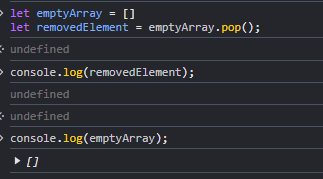 let emptyArray = []
let removedElement = emptyArray.pop();
undefined
console.log(removedElement);
undefined
undefined
console.log(emptyArray);
▶ []